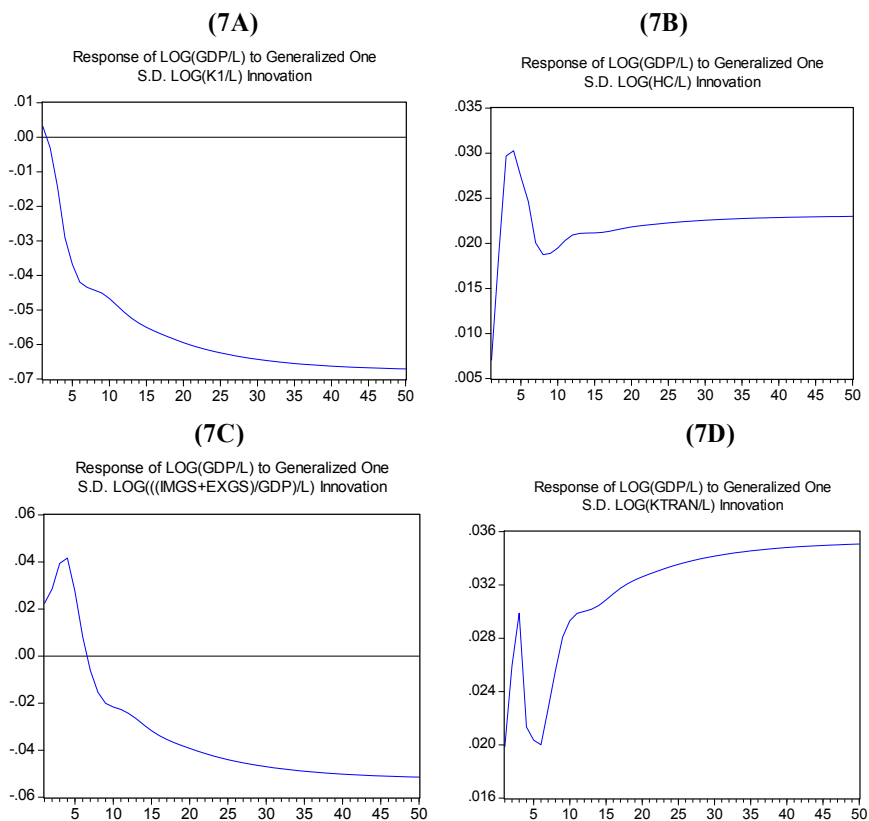 (7A)
Response of LOG(GDP/L) to Generalized One
S.D. LOG(K1/L) Innovation
.01
.00
-.01
-.02
-.03
-.04
-.05
-.06
-.07
5 10 15 20 25 30 35 40 45 50
(7B)
Response of LOG(GDP/L) to Generalized One
S.D. LOG(HC/L) Innovation
.035
.030
.025
.020
.015
.010
.005
5 10 15 20 25 30 35 40 45 50
(7C)
Response of LOG(GDP/L) to Generalized One
S.D. LOG(((IMGS+EXGS)/GDP)/L) Innovation
.06
.04
.02
.00
-.02
-.04
-.06
5 10 15 20 25 30 35 40 45 50
(7D)
Response of LOG(GDP/L) to Generalized One
S.D. LOG(KTRAN/L) Innovation
.036
.032
.028
.024
.020
.016
5 10 15 20 25 30 35 40 45 50